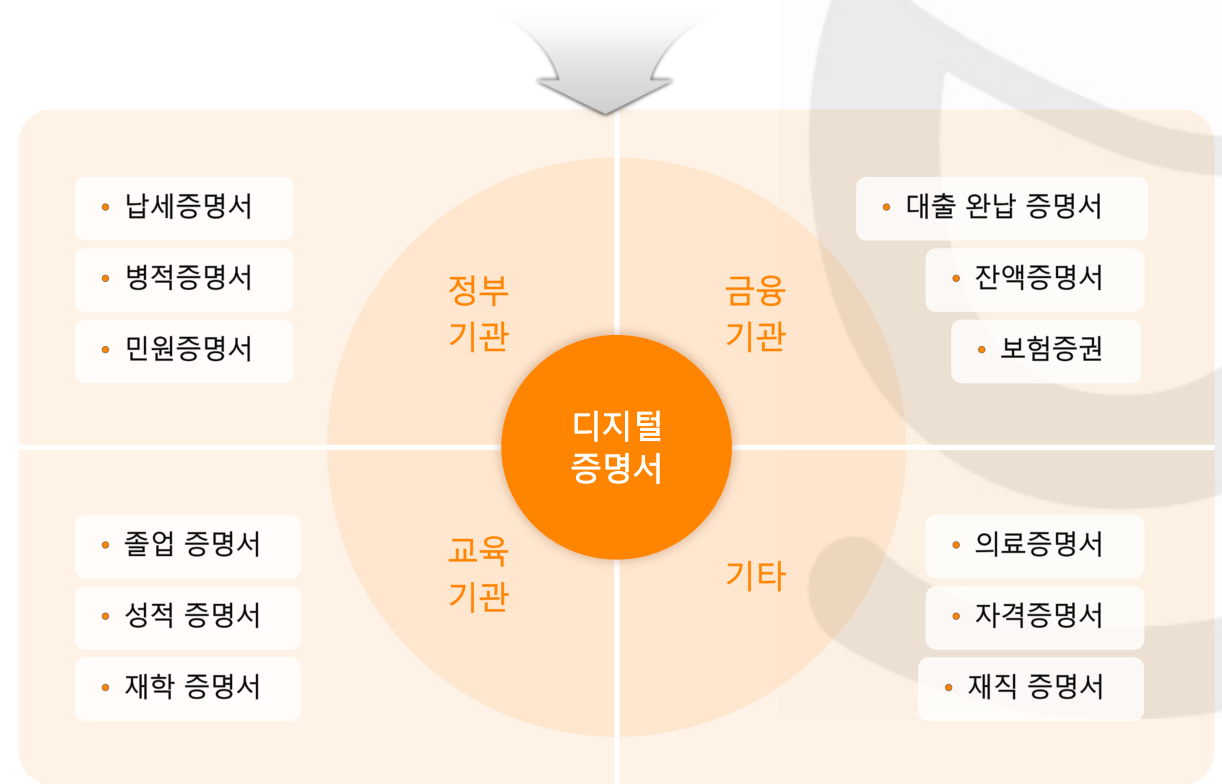 납세증명서
병적증명서
민원증명서
정부
기관
금융
기관
대출 완납 증명서
잔액증명서
보험증권
디지털
증명서
졸업 증명서
성적 증명서
재학 증명서
교육
기관
기타
의료증명서
자격증명서
재직 증명서